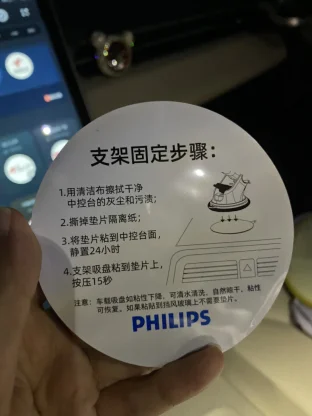 支架固定步骤：
1.用清洁布擦拭干净
中控台的灰尘和污渍；
2.撕掉垫片隔离纸；
3.将垫片粘到中控台面，
静置24小时
4.支架吸盘粘到垫片上，
按压15秒
注意：车载吸盘如粘性下降，可清水清洗，自然晾干，粘性
可恢复。如果粘贴到挡风玻璃上不需要垫片。
PHILIPS